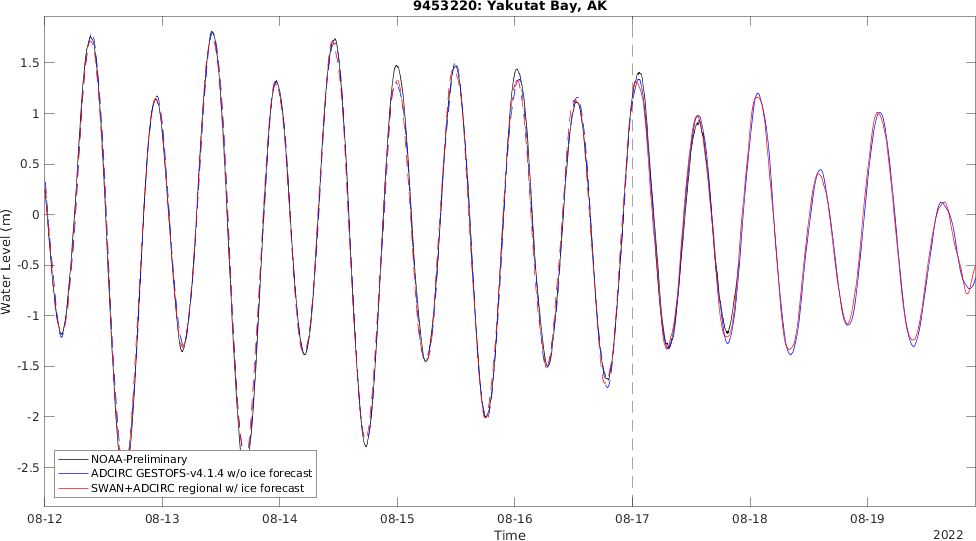 9453220: Yakutat Bay, AK
Water Level (m)
1.5
1
0.5
0
-0.5
-1
-1.5
-2
-2.5
NOAA-Preliminary
ADCIRC GESTOFS-v4.1.4 w/o ice forecast
SWAN+ADCIRC regional w/ ice forecast
08-12 08-13 08-14 08-15 08-16 08-17 08-18 08-19
Time
2022